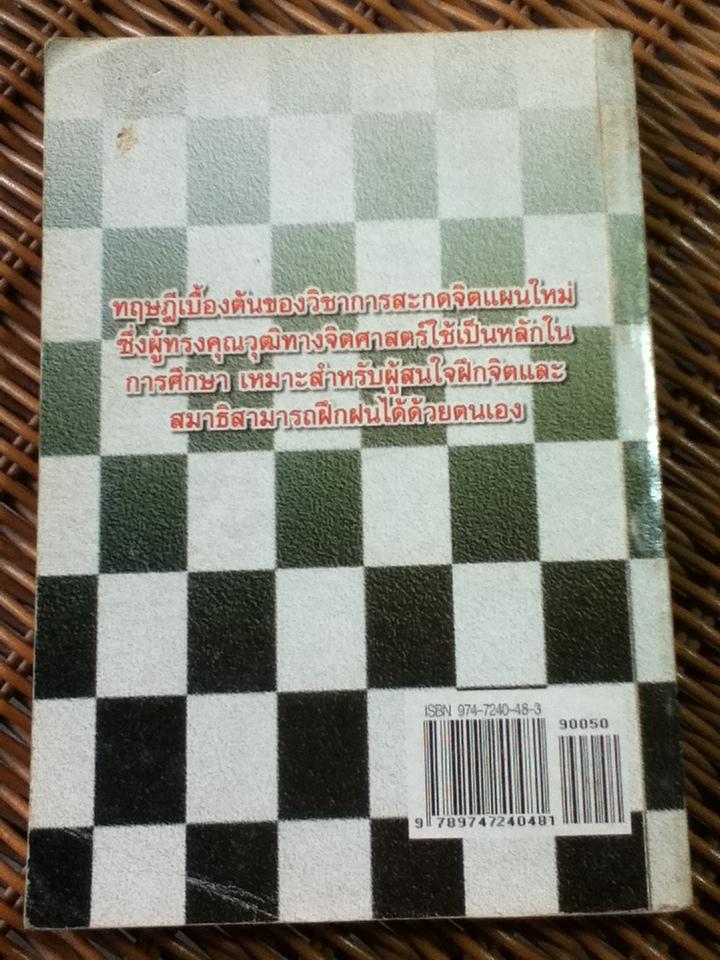 ทฤษฎีเบื้องต้นของวิชาการสะกดจิตแผนใหม่
ซึ่งผู้ทรงคุณวุฒิทางจิตศาสตร์ใช้เป็นหลักใน
การศึกษา เหมาะสำหรับผู้สนใจฝึกจิตและ
สมาธิสามารถฝึกฝนได้ด้วยตนเอง
ISBN 974-7240-48-3
90050
9 789747240481